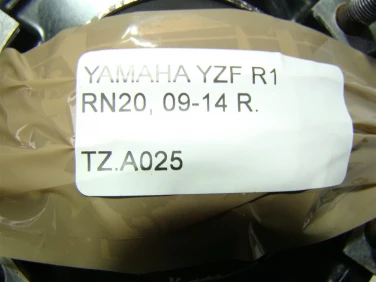 YAMAHA YZF R1
RN20, 09-14 R.
TZ.A025